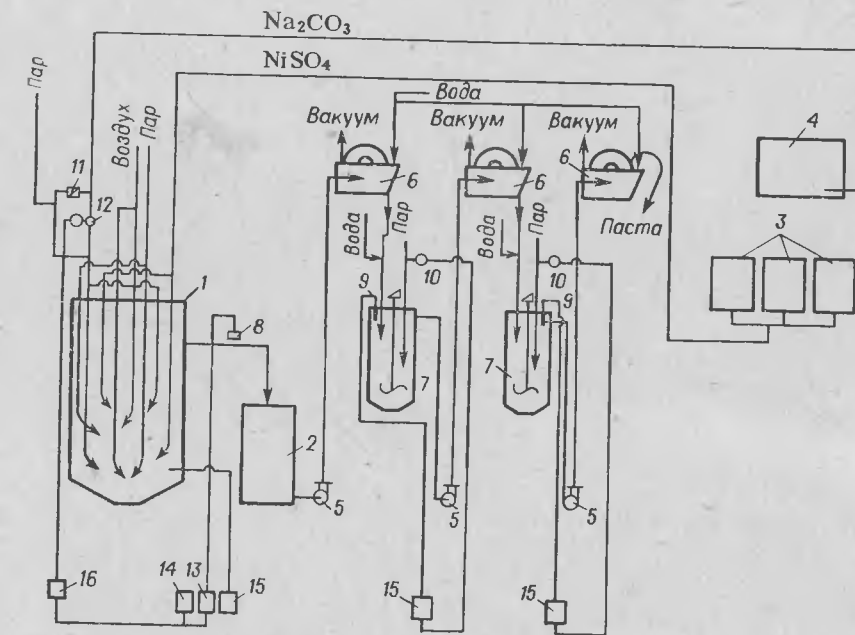 Na₂CO₃
NiSO₄
Пар
Воздух
Пар
Вода
Вакуум
Вакуум
Вакуум
4
11
12
6
6
6
Паста
3
Вода
Пар
Вода
Пар
1
9
10
10
9
8
7
7
2
5
5
5
16
14
13
15
15
15